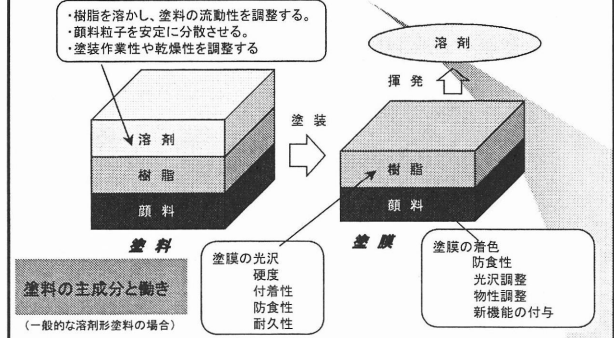 ・樹脂を溶かし、塗料の流動性を調整する。
・顔料粒子を安定に分散させる。
・塗装作業性や乾燥性を調整する
溶剤
揮発
溶剤
樹脂
顔料
塗料
塗装
樹脂
顔料
塗膜
塗膜の光沢
硬度
付着性
防食性
耐久性
塗膜の着色
防食性
光沢調整
物性調整
新機能の付与
塗料の主成分と働き
(一般的な溶剤形塗料の場合)